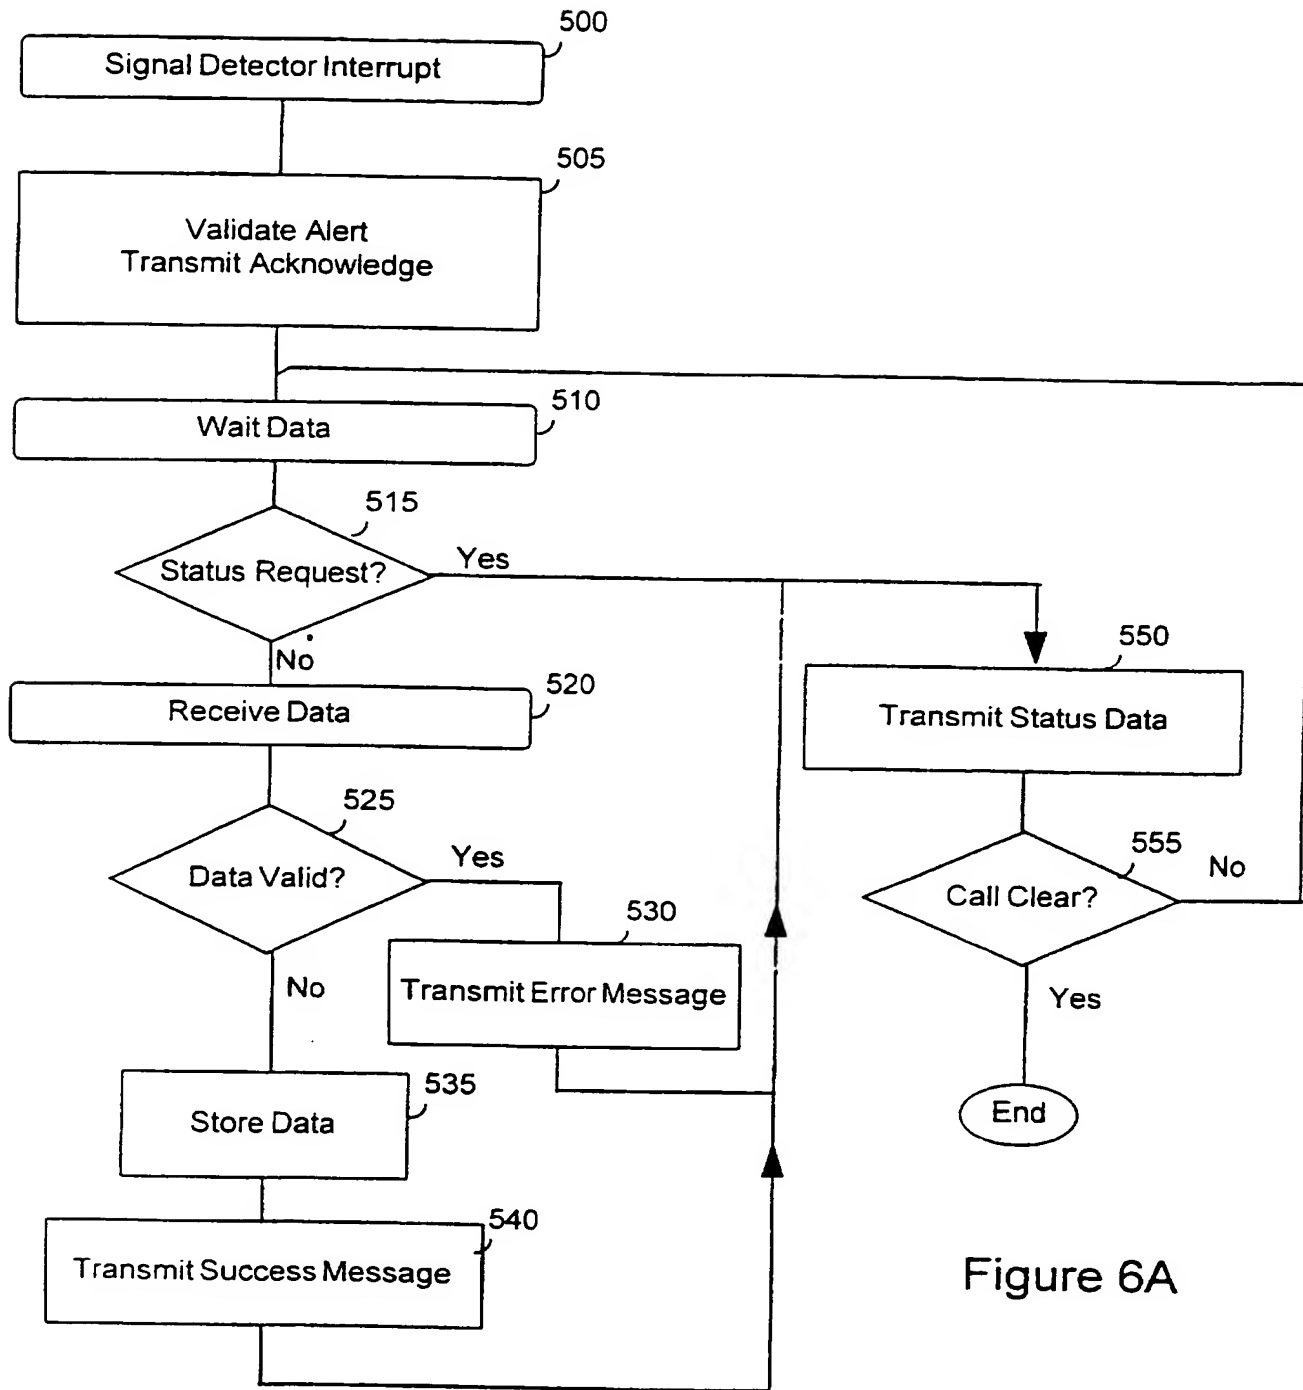 500
Signal Detector Interrupt
505
Validate Alert
Transmit Acknowledge
510
Wait Data
515
Status Request?
Yes
No
520
Receive Data
550
Transmit Status Data
525
Data Valid?
Yes
555
Call Clear?
No
530
Transmit Error Message
No
Yes
535
Store Data
End
540
Transmit Success Message
Figure 6A